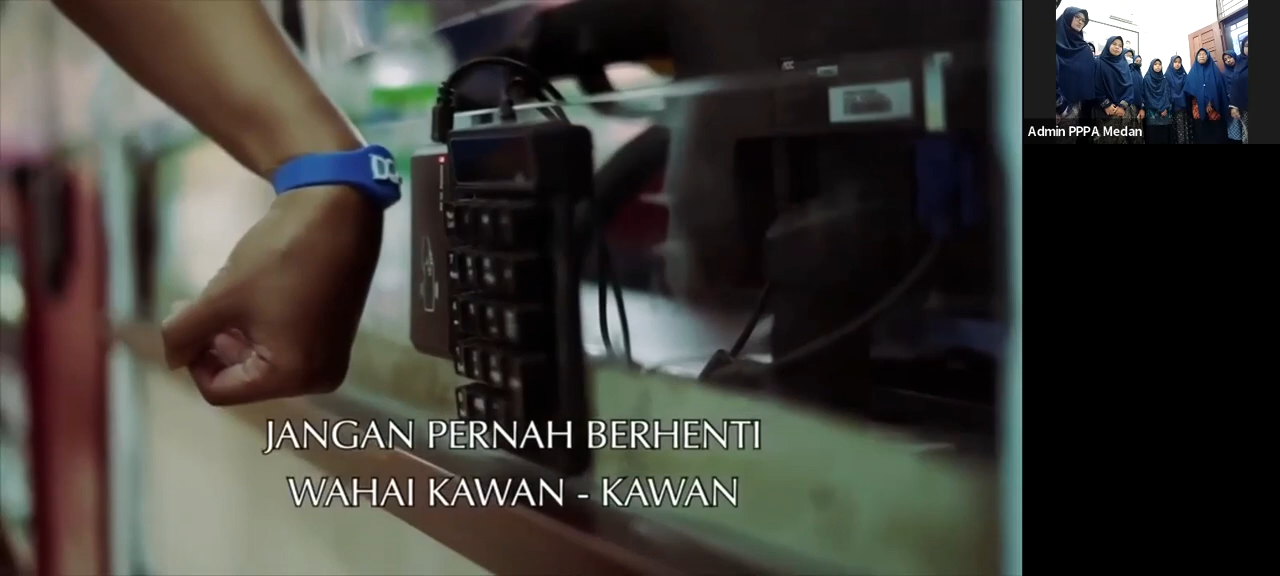 JANGAN PERNAH BERHENTI
WAHAI KAWAN - KAWAN
Admin PPPA Medan